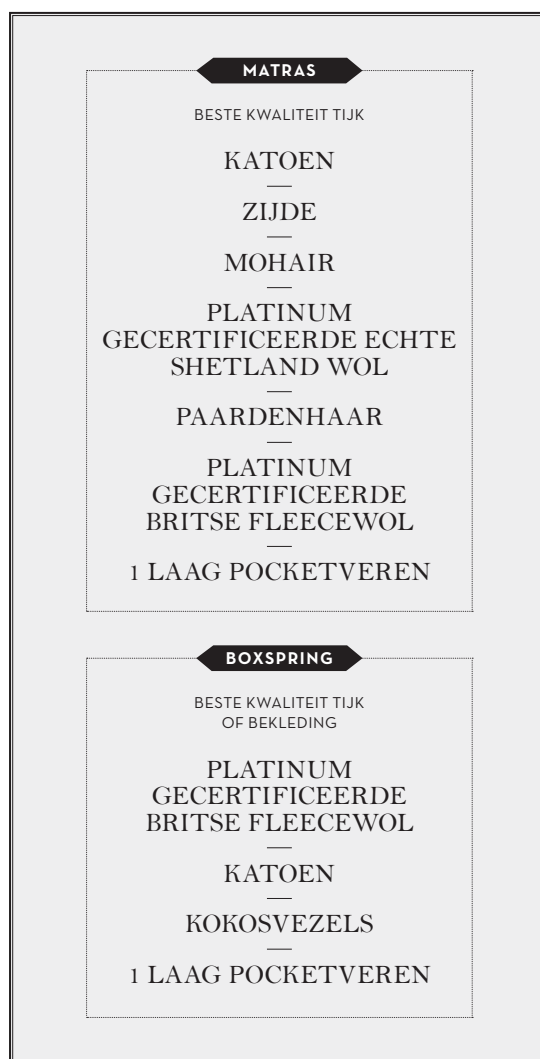 MATRAS
BESTE KWALITEIT TIJK
KATOEN
ZIJDE
MOHAIR
PLATINUM
GECERTIFICEERDE ECHTE
SHETLAND WOL
PAARDENHAAR
PLATINUM
GECERTIFICEERDE
BRITSE FLEECEWOL
1 LAAG POCKETVEREN
BOXSPRING
BESTE KWALITEIT TIJK
OF BEKLEDING
PLATINUM
GECERTIFICEERDE
BRITSE FLEECEWOL
KATOEN
KOKOSVEZELS
1 LAAG POCKETVEREN